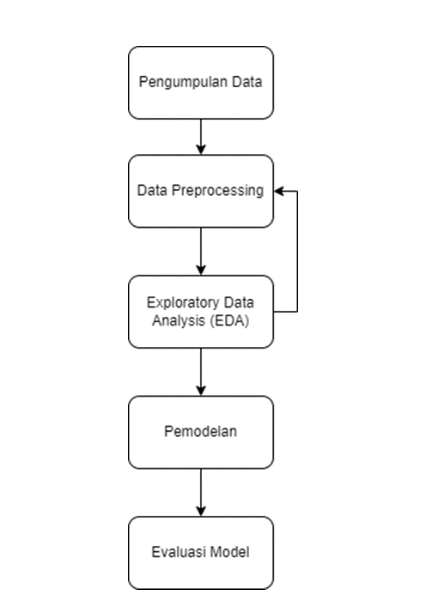 Pengumpulan Data
Data Preprocessing
Exploratory Data
Analysis (EDA)
Pemodelan
Evaluasi Model